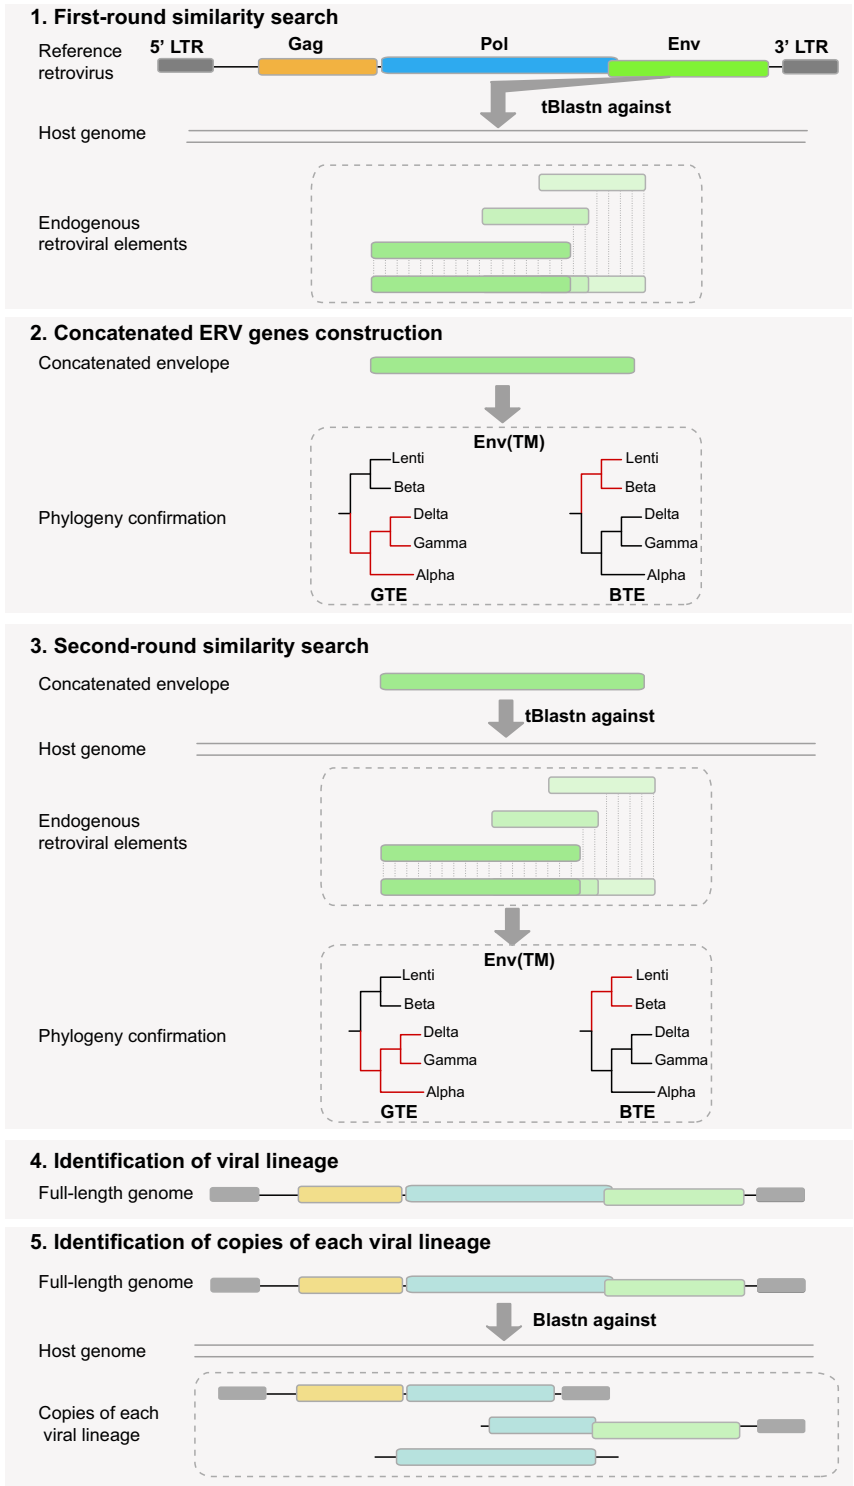 1. First-round similarity search
Reference
retrovirus
5’ LTR
Gag
Pol
Env
3’ LTR
tBlastn against
Host genome
Endogenous
retroviral elements
2. Concatenated ERV genes construction
Concatenated envelope
Env(TM)
Phylogeny confirmation
Lenti
Beta
Delta
Gamma
Alpha
GTE
Lenti
Beta
Delta
Gamma
Alpha
BTE
3. Second-round similarity search
Concatenated envelope
tBlastn against
Host genome
Endogenous
retroviral elements
Env(TM)
Phylogeny confirmation
Lenti
Beta
Delta
Gamma
Alpha
GTE
Lenti
Beta
Delta
Gamma
Alpha
BTE
4. Identification of viral lineage
Full-length genome
5. Identification of copies of each viral lineage
Full-length genome
Blastn against
Host genome
Copies of each
viral lineage